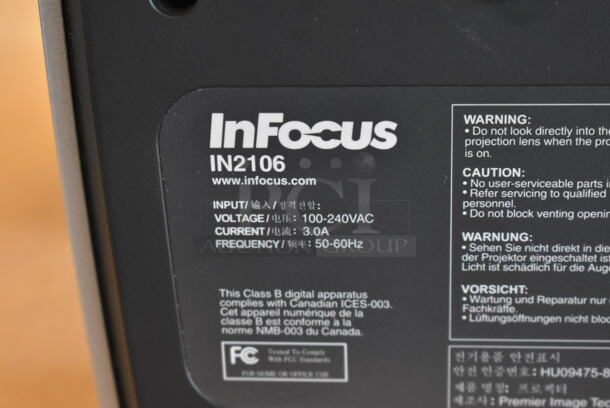 InFocus
IN2106
www.infocus.com
INPUT/ 输入/ 정격전압:
VOLTAGE/ 电压: 100-240VAC
CURRENT/ 电流: 3.0A
FREQUENCY/ 频率: 50-60Hz
This Class B digital apparatus
complies with Canadian ICES-003.
Cet appareil numérique de la
classe B est conforme à la
norme NMB-003 du Canada.
FC Tested To Comply
With FCC Standards
FOR HOME OR OFFICE USE
WARNING:
• Do not look directly into the
projection lens when the pro
is on.
CAUTION:
• No user-serviceable parts i
• Refer servicing to qualified
personnel.
• Do not block venting openin
WARNUNG:
• Sehen Sie nicht direkt in die
der Projektor eingeschaltet ist
Licht ist schädlich für die Auge
VORSICHT:
• Wartung und Reparatur nur
Fachkräfte.
• Lüftungsöffnungen nicht bloc
전기용품 안전표시
안전 인증번호: HU09475-8
제품 명칭: 프로젝터
제조사: Premier Image Tec
AUCTION GROUP